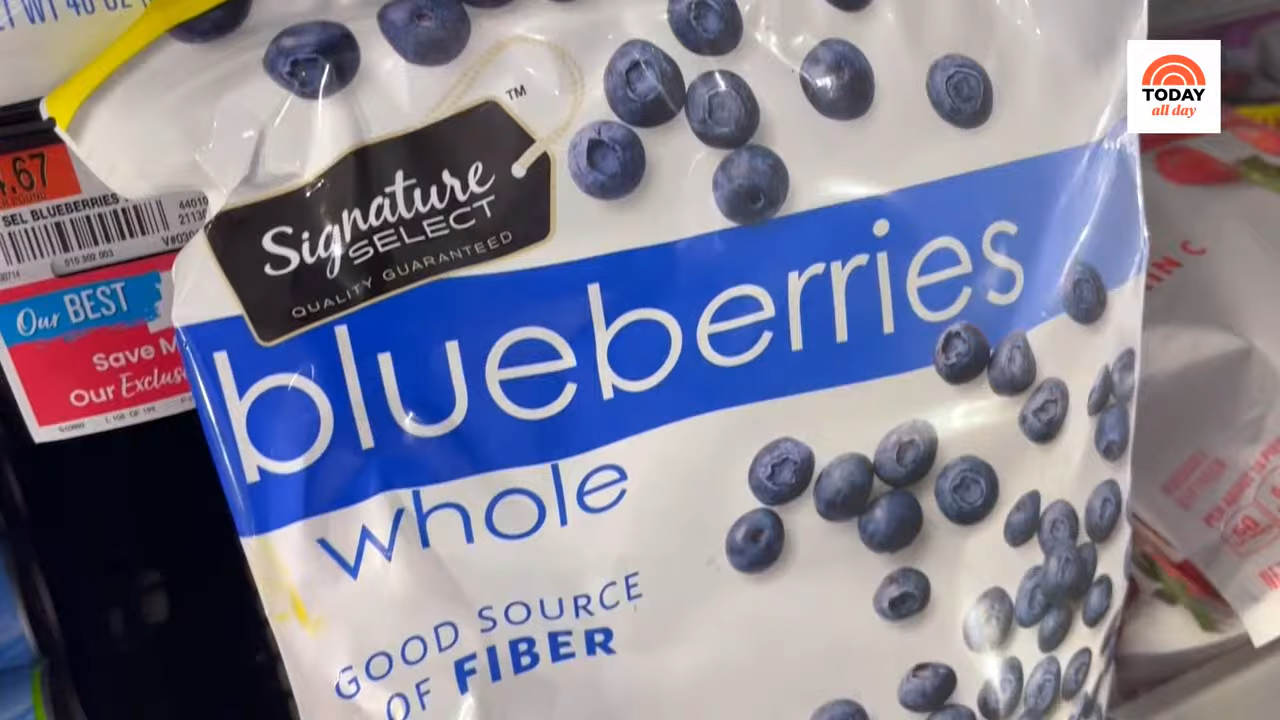 TODAY
all day
™
Signature
SELECT
QUALITY GUARANTEED
blueberries
whole
GOOD SOURCE
OF FIBER
.67
SEL BLUEBERRIES
Our BEST
Save
Our